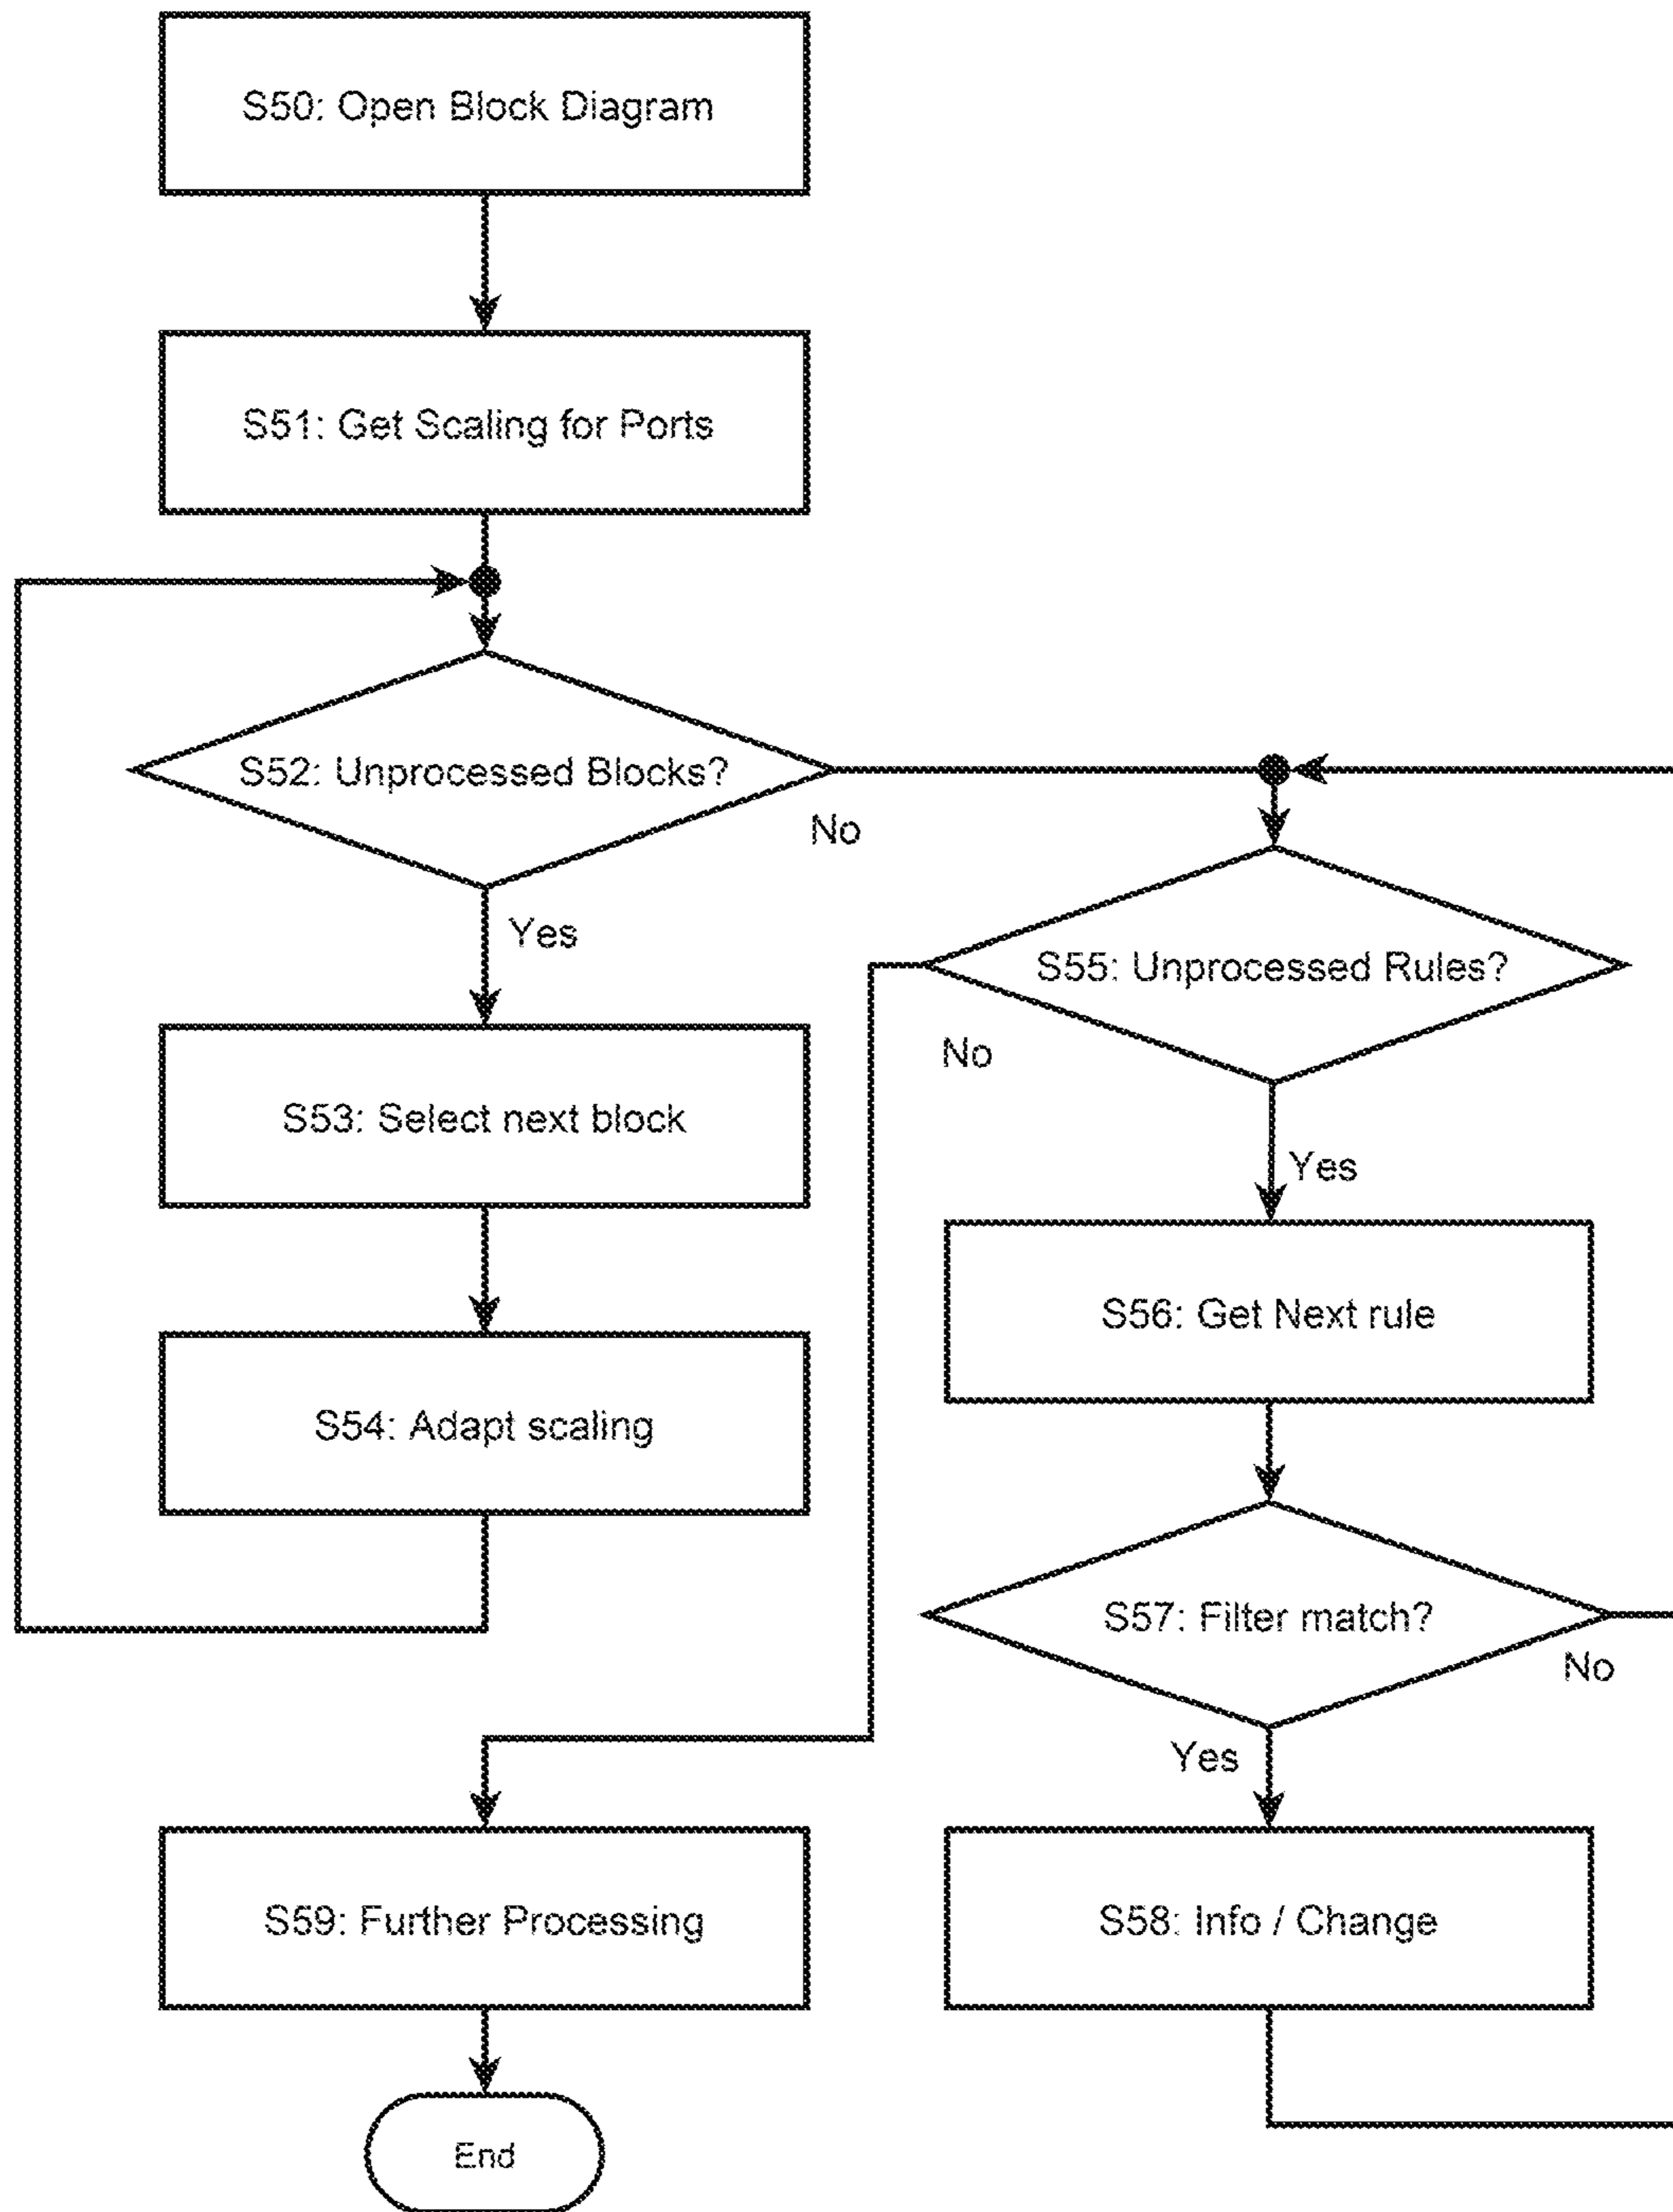 S50: Open Block Diagram
S51: Get Scaling for Ports
S52: Unprocessed Blocks?
No
Yes
S55: Unprocessed Rules?
No
Yes
S53: Select next block
S56: Get Next rule
S54: Adapt scaling
S57: Filter match?
No
Yes
S59: Further Processing
S58: Info / Change
End